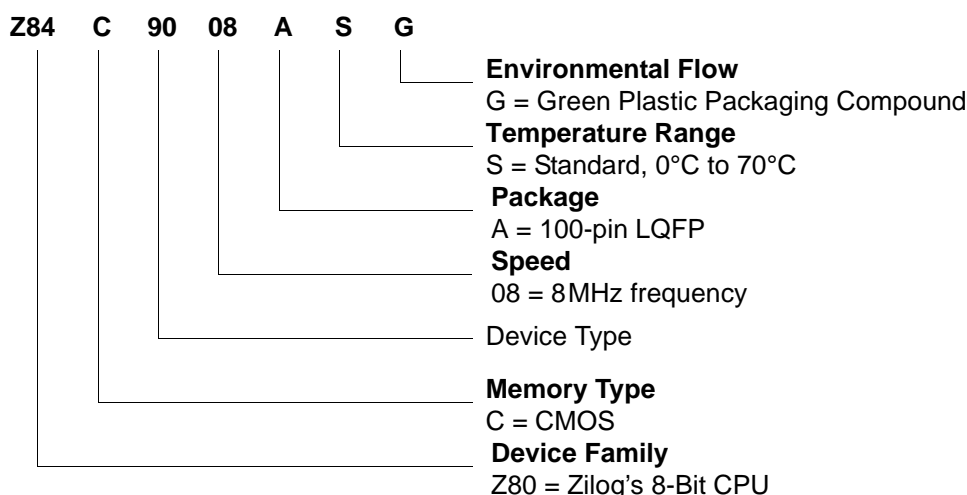 Z84 C 90 08 A S G
Environmental Flow
G = Green Plastic Packaging Compound
Temperature Range
S = Standard, 0°C to 70°C
Package
A = 100-pin LQFP
Speed
08 = 8MHz frequency
Device Type
Memory Type
C = CMOS
Device Family
Z80 = Zilog's 8-Bit CPU